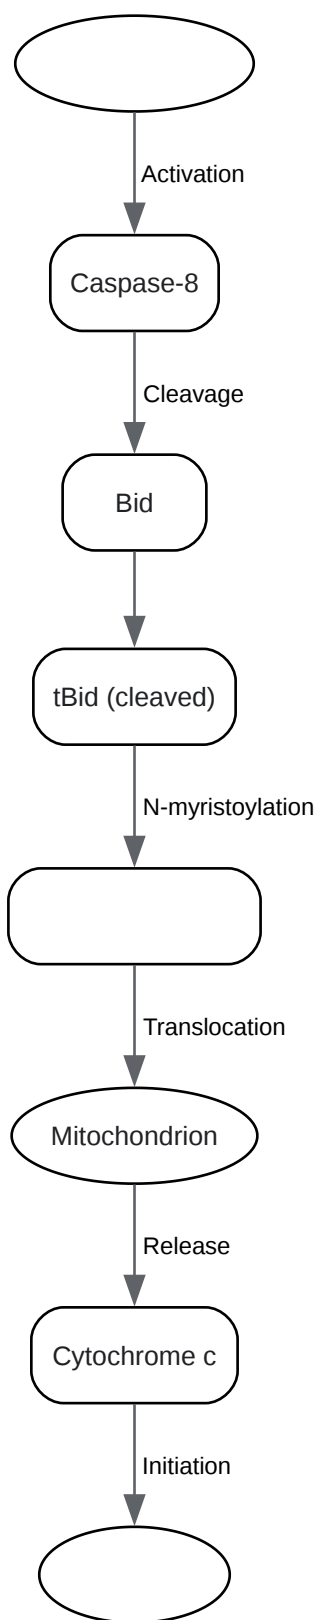 Activation
Caspase-8
Cleavage
Bid
tBid (cleaved)
N-myristoylation
Translocation
Mitochondrion
Release
Cytochrome c
Initiation